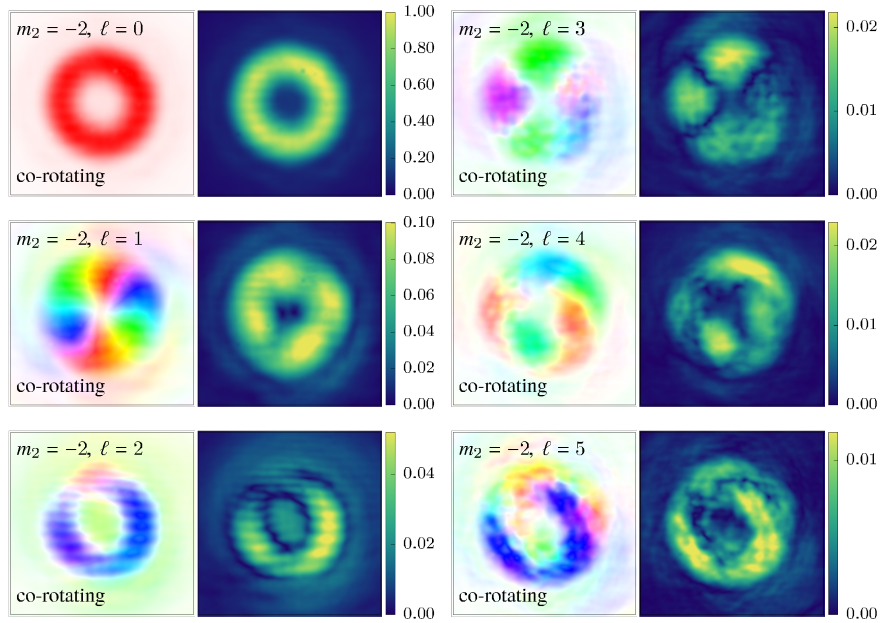 m₂ = −2, ℓ = 0
co-rotating
1.00
0.80
0.60
0.40
0.20
0.00
m₂ = −2, ℓ = 3
co-rotating
0.02
0.01
0.00
m₂ = −2, ℓ = 1
co-rotating
0.10
0.08
0.06
0.04
0.02
0.00
m₂ = −2, ℓ = 4
co-rotating
0.02
0.01
0.00
m₂ = −2, ℓ = 2
co-rotating
0.04
0.02
0.00
m₂ = −2, ℓ = 5
co-rotating
0.01
0.00